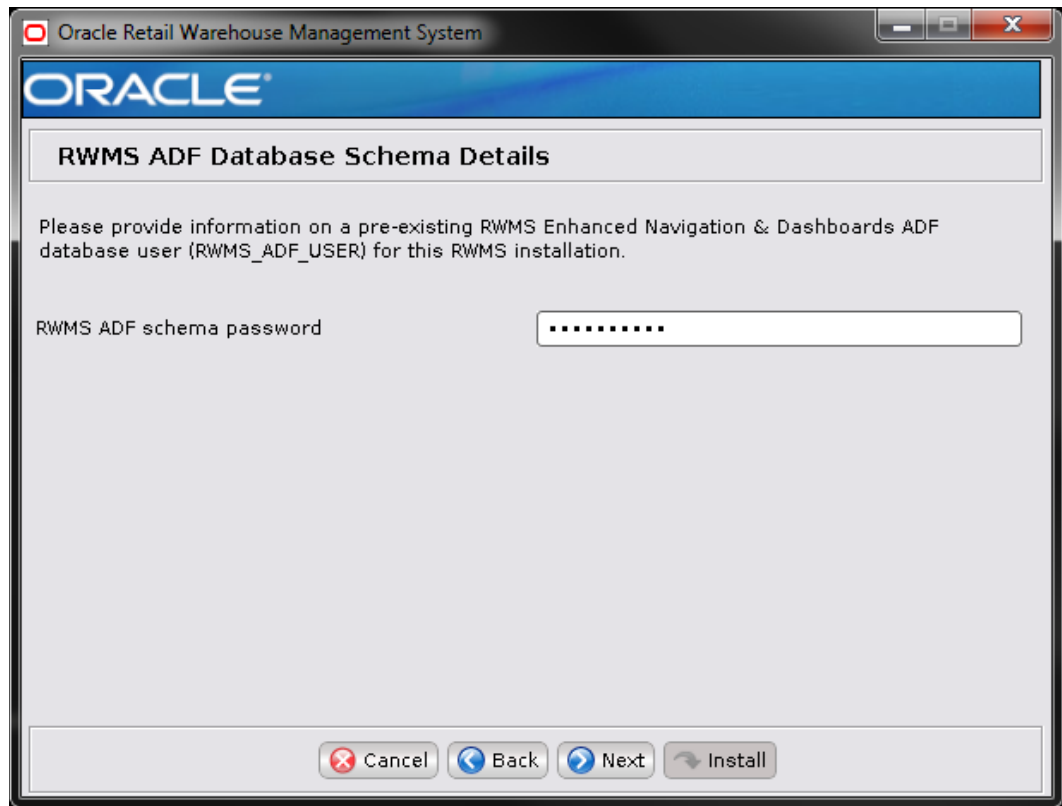 Oracle Retail Warehouse Management System
ORACLE®
RWMS ADF Database Schema Details
Please provide information on a pre-existing RWMS Enhanced Navigation & Dashboards ADF
database user (RWMS_ADF_USER) for this RWMS installation.
RWMS ADF schema password
••••••••••
Cancel Back Next Install